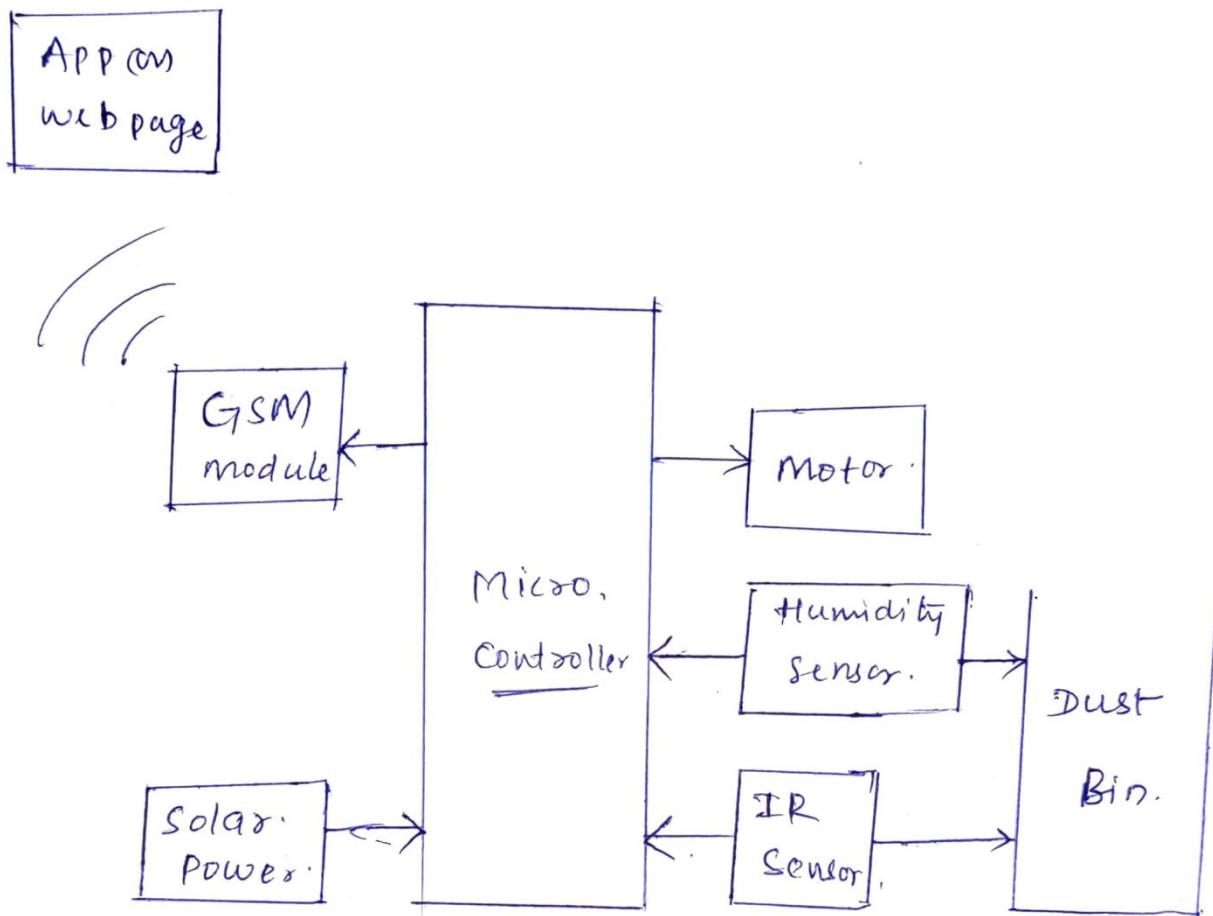 App (or)
web page
GSM
module
Micro.
Controller
Motor.
Humidity
Sensor.
Dust
Bin.
Solar.
Power.
IR
Sensor.